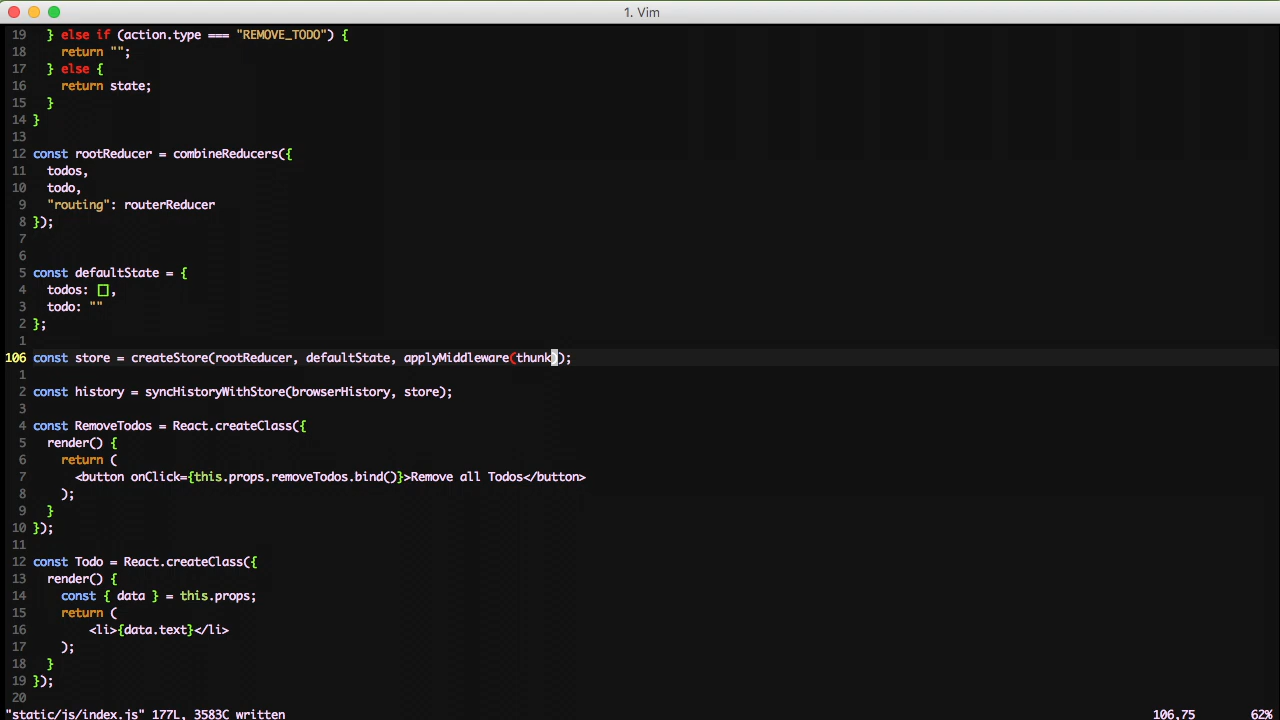 1. Vim
19 } else if (action.type === "REMOVE_TODO") {
18 return "";
17 } else {
16 return state;
15 }
14 }
13
12 const rootReducer = combineReducers({
11 todos,
10 todo,
9 "routing": routerReducer
8 });
7
6
5 const defaultState = {
4 todos: [],
3 todo: ""
2 };
1
106 const store = createStore(rootReducer, defaultState, applyMiddleware(thunk));
1
2 const history = syncHistoryWithStore(browserHistory, store);
3
4 const RemoveTodos = React.createClass({
5 render() {
6 return (
7 <button onClick={this.props.removeTodos.bind()}>Remove all Todos</button>
8 );
9 }
10 });
11
12 const Todo = React.createClass({
13 render() {
14 const { data } = this.props;
15 return (
16 <li>{data.text}</li>
17 );
18 }
19 });
20
"static/js/index.js" 177L, 3583C written 106,75 62%